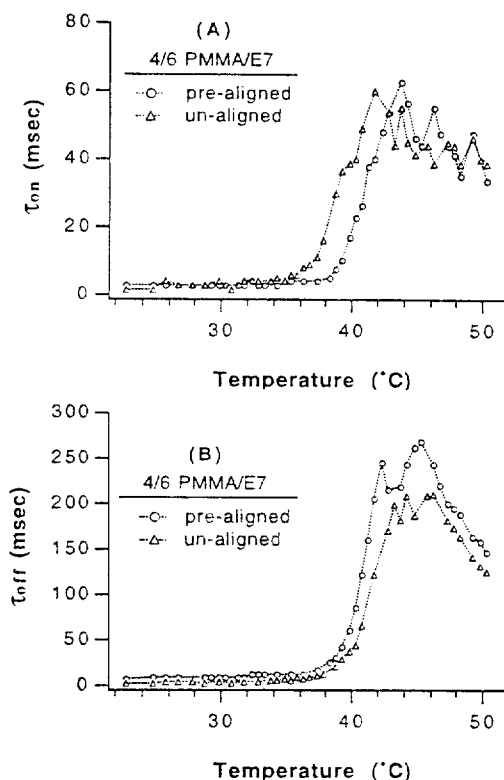 80
(A)
4/6 PMMA/E7
60
pre-aligned
un-aligned
τon (msec)
40
20
0
30 40 50
Temperature (°C)
300
(B)
250
4/6 PMMA/E7
200
pre-aligned
un-aligned
τoff (msec)
150
100
50
0
30 40 50
Temperature (°C)